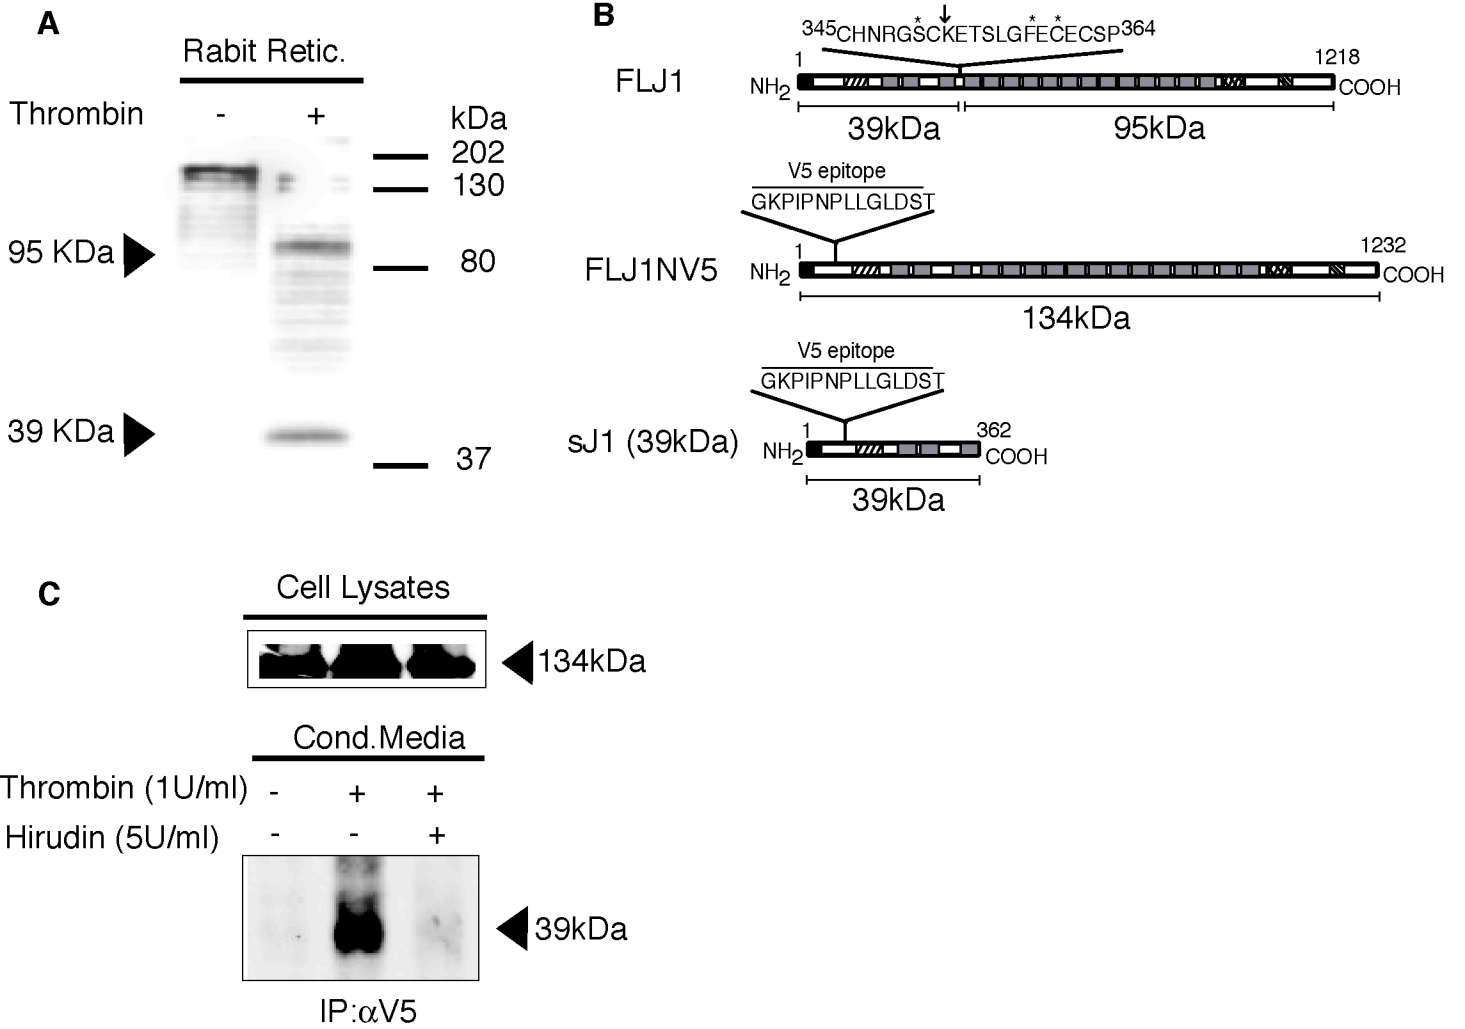 A
Rabit Retic.
Thrombin - +
kDa
202
130
95 KDa
80
39 KDa
37
B
* * *
345CHNRGSCKETSLGFECECSP364
1 1218
FLJ1 NH2 COOH
39kDa 95kDa
V5 epitope
GKPIPNPLLGLDST
1 1232
FLJ1NV5 NH2 COOH
134kDa
V5 epitope
GKPIPNPLLGLDST
1 362
sJ1 (39kDa) NH2 COOH
39kDa
C
Cell Lysates
134kDa
Cond.Media
Thrombin (1U/ml) - + +
Hirudin (5U/ml) - - +
39kDa
IP:αV5